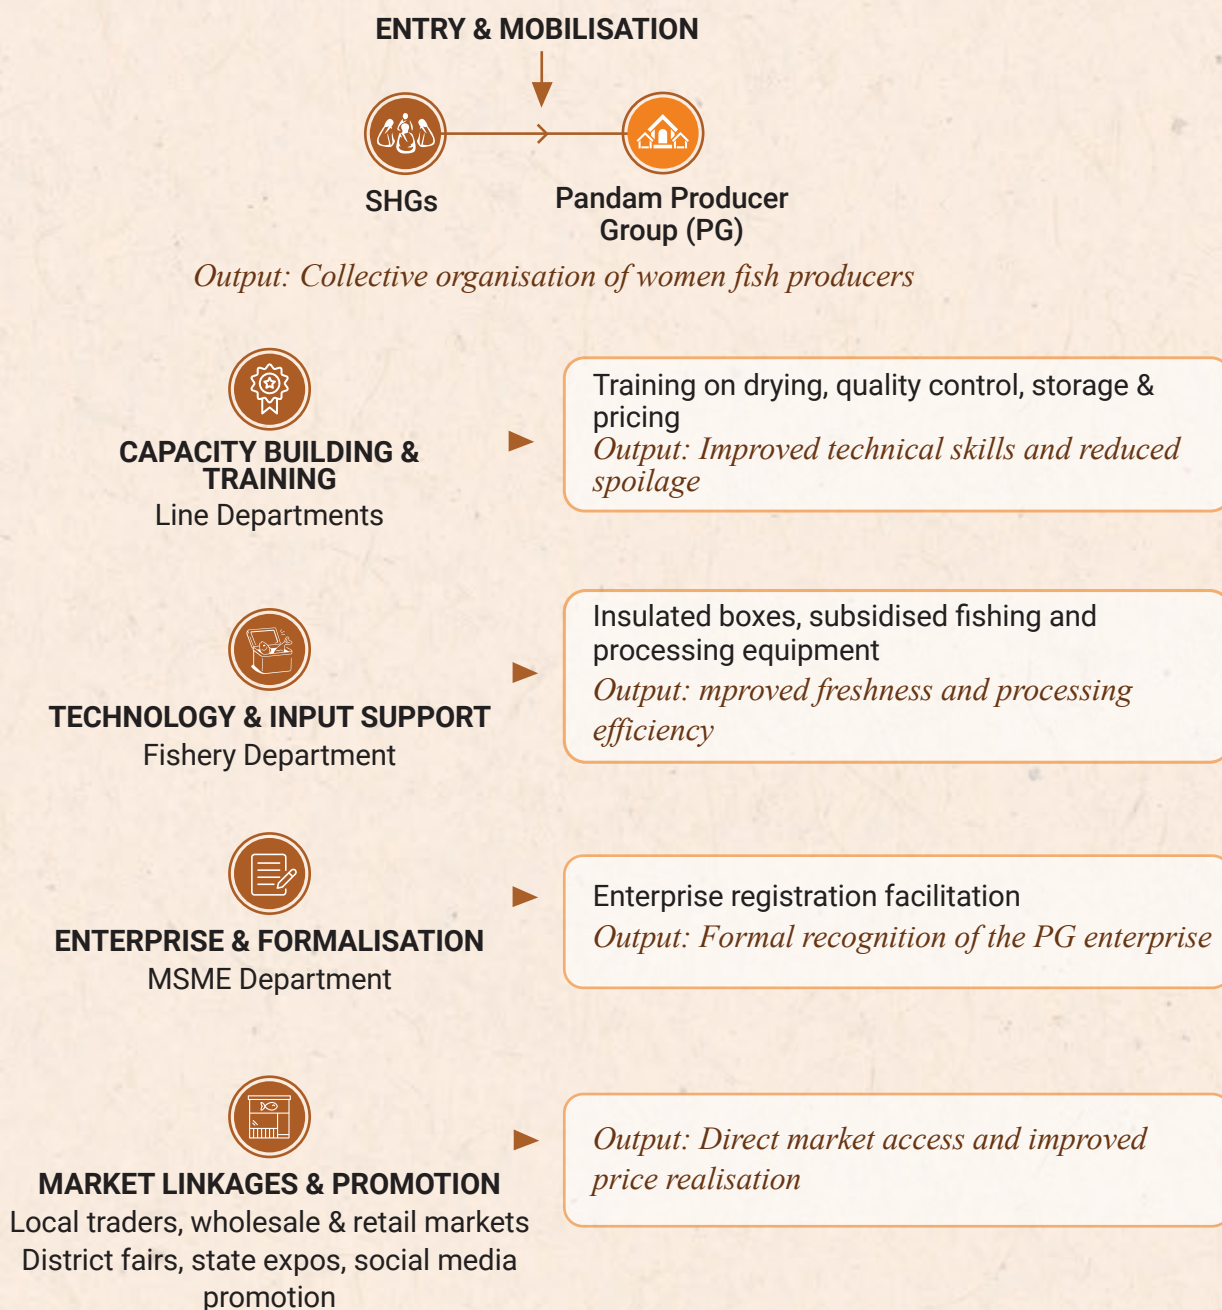 ENTRY & MOBILISATION
SHGs
Pandam Producer
Group (PG)
Output: Collective organisation of women fish producers
CAPACITY BUILDING &
TRAINING
Line Departments
Training on drying, quality control, storage &
pricing
Output: Improved technical skills and reduced
spoilage
TECHNOLOGY & INPUT SUPPORT
Fishery Department
Insulated boxes, subsidised fishing and
processing equipment
Output: mproved freshness and processing
efficiency
ENTERPRISE & FORMALISATION
MSME Department
Enterprise registration facilitation
Output: Formal recognition of the PG enterprise
MARKET LINKAGES & PROMOTION
Local traders, wholesale & retail markets
District fairs, state expos, social media
promotion
Output: Direct market access and improved
price realisation